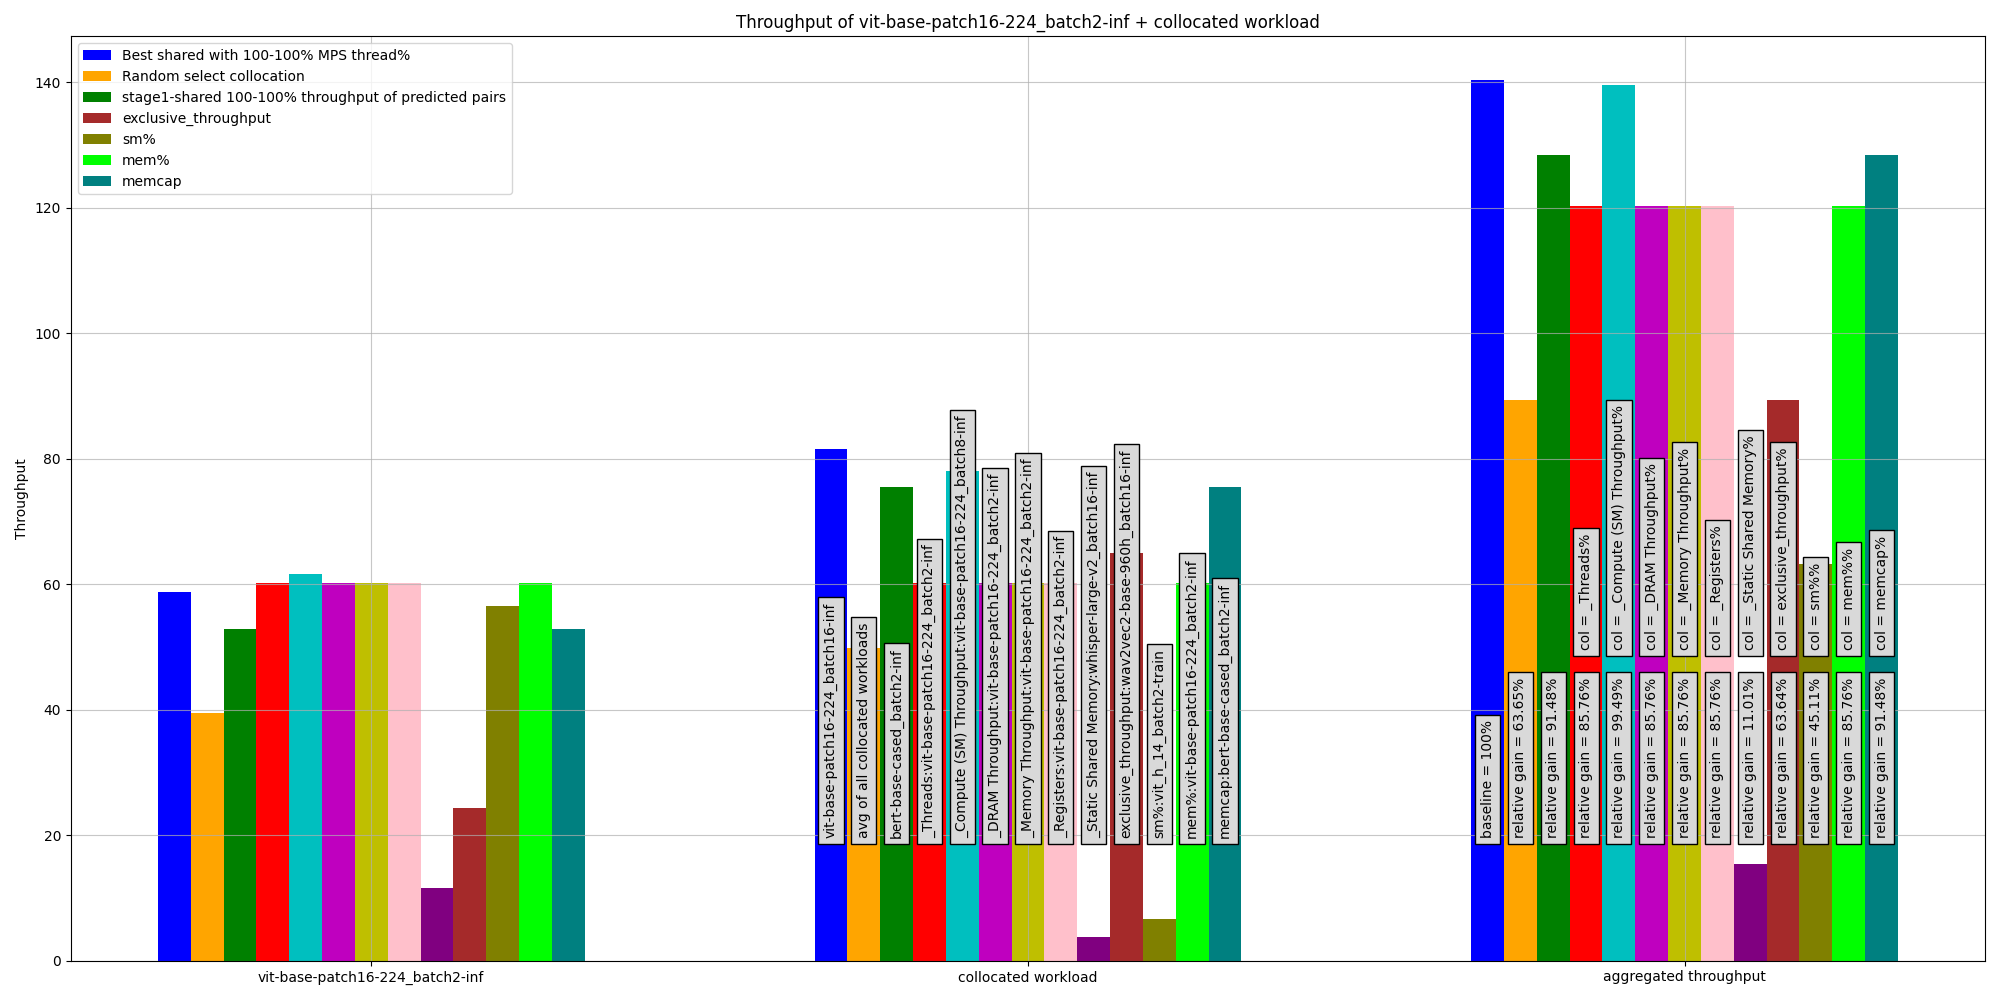 Throughput of vit-base-patch16-224_batch2-inf + collocated workload
Best shared with 100-100% MPS thread%
Random select collocation
stage1-shared 100-100% throughput of predicted pairs
exclusive_throughput
sm%
mem%
memcap
Throughput
140
120
100
80
60
40
20
0
vit-base-patch16-224_batch16-inf
avg of all collocated workloads
bert-base-cased_batch2-inf
_Threads:vit-base-patch16-224_batch2-inf
_Compute (SM) Throughput:vit-base-patch16-224_batch8-inf
_DRAM Throughput:vit-base-patch16-224_batch2-inf
_Memory Throughput:vit-base-patch16-224_batch2-inf
_Registers:vit-base-patch16-224_batch2-inf
_Static Shared Memory:whisper-large-v2_batch16-inf
exclusive_throughput:wav2vec2-base-960h_batch16-inf
sm%:vit_h_14_batch2-train
mem%:vit-base-patch16-224_batch2-inf
memcap:bert-base-cased_batch2-inf
col = _Threads%
col = _Compute (SM) Throughput%
col = _DRAM Throughput%
col = _Memory Throughput%
col = _Registers%
col = _Static Shared Memory%
col = exclusive_throughput%
col = sm%%
col = mem%%
col = memcap%
baseline = 100%
relative gain = 63.65%
relative gain = 91.48%
relative gain = 85.76%
relative gain = 99.49%
relative gain = 85.76%
relative gain = 85.76%
relative gain = 85.76%
relative gain = 11.01%
relative gain = 63.64%
relative gain = 45.11%
relative gain = 85.76%
relative gain = 91.48%
vit-base-patch16-224_batch2-inf
collocated workload
aggregated throughput